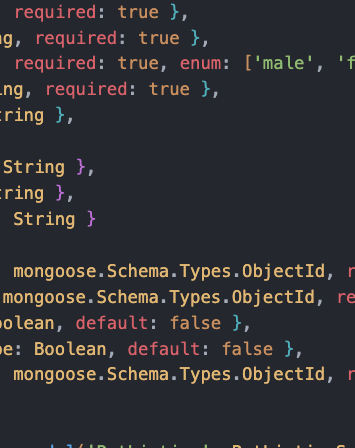 required: true },
ng, required: true },
required: true, enum: ['male', 'f
ing, required: true },
tring },
String },
tring },
String }
mongoose.Schema.Types.ObjectId, r
mongoose.Schema.Types.ObjectId, re
oolean, default: false },
pe: Boolean, default: false },
mongoose.Schema.Types.ObjectId, r